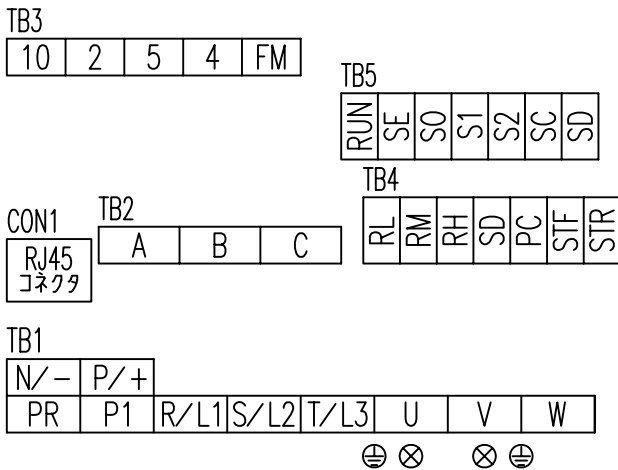 TB3
10 2 5 4 FM
TB5
RUN SE SO S1 S2 SC SD
TB4
RL RM RH SD PC STF STR
TB2
A B C
CON1
RJ45
コネクタ
TB1
N/- P/+
PR P1 R/L1 S/L2 T/L3 U V W